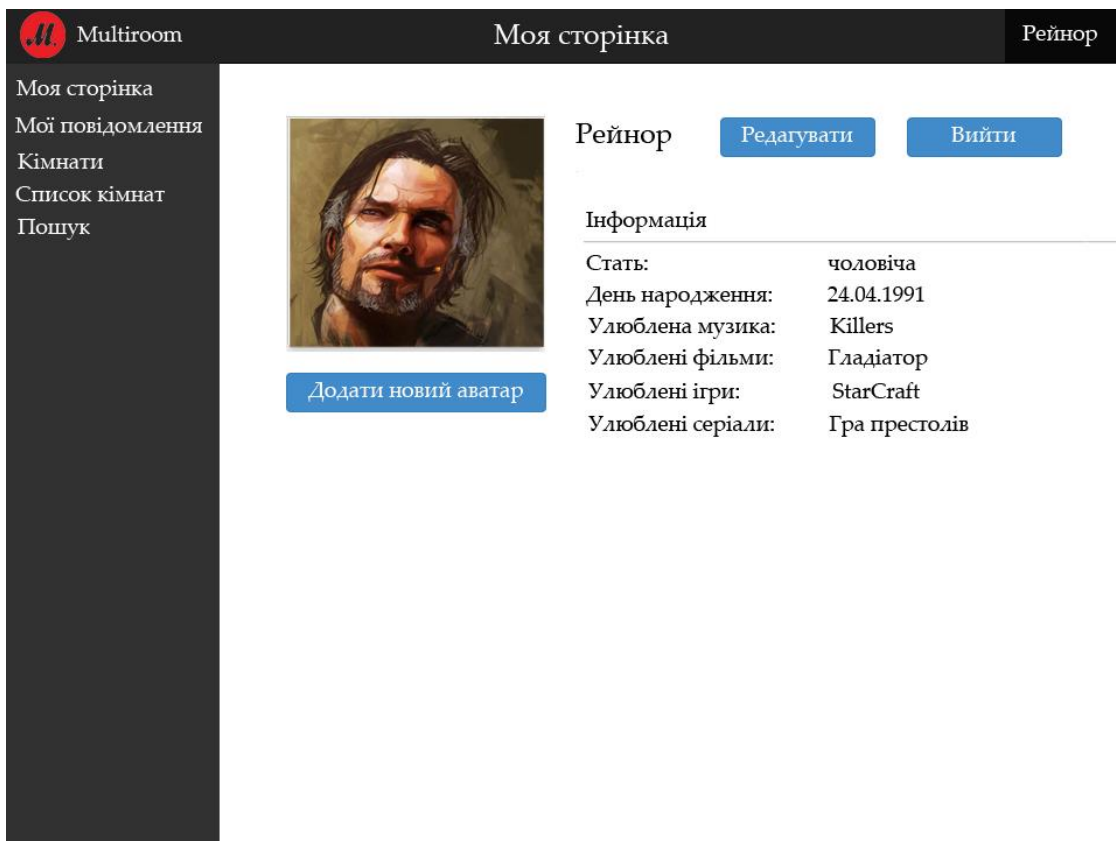 M. Multiroom
Моя сторінка
Рейнор
Моя сторінка
Мої повідомлення
Кімнати
Список кімнат
Пошук
Рейнор
Редагувати
Вийти
Додати новий аватар
Інформація
Стать: чоловіча
День народження: 24.04.1991
Улюблена музика: Killers
Улюблені фільми: Гладіатор
Улюблені ігри: StarCraft
Улюблені серіали: Гра престолів